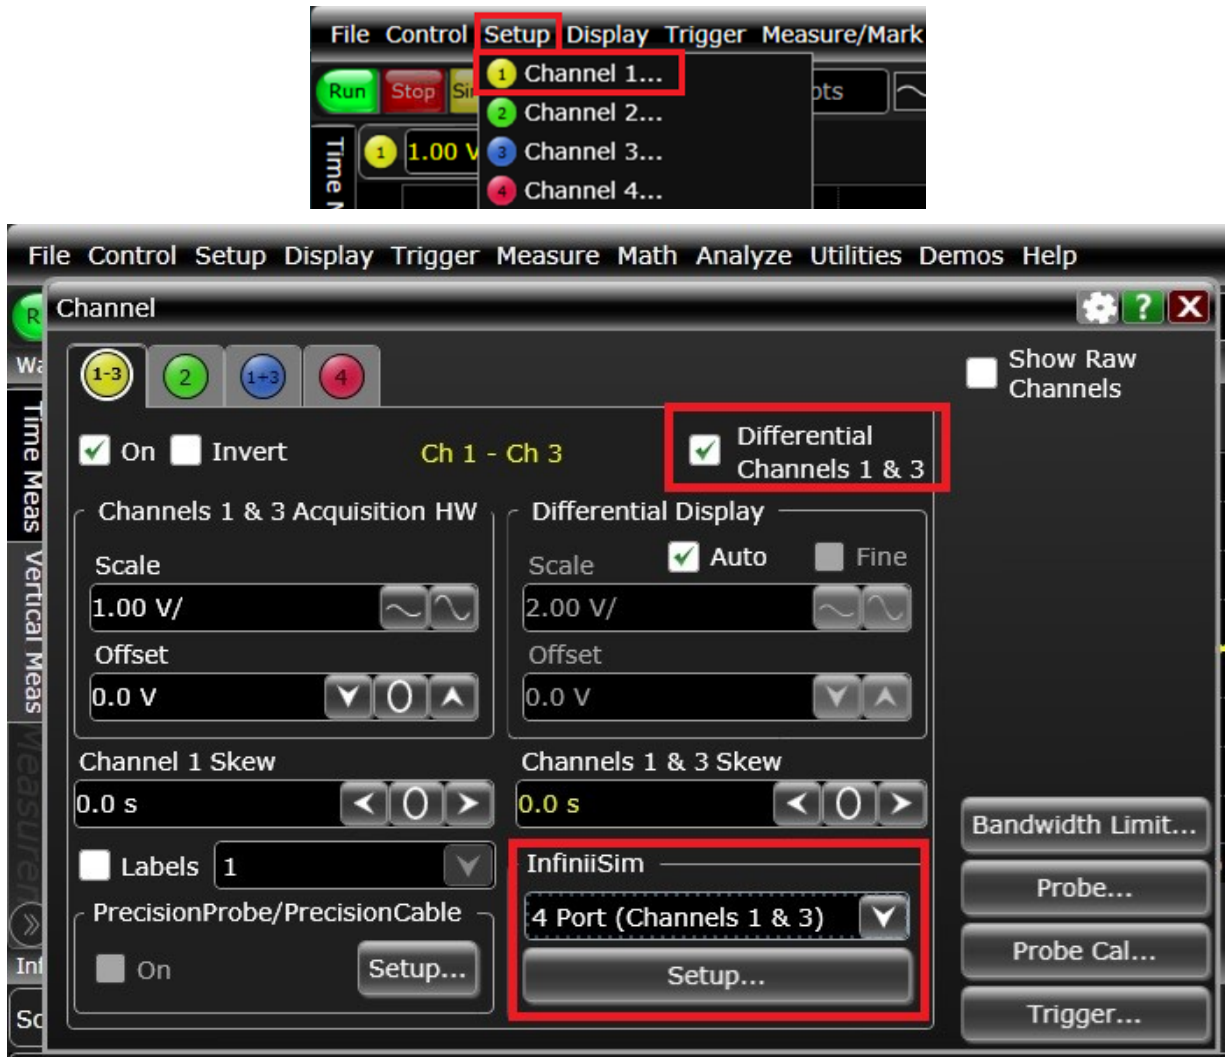 File Control Setup Display Trigger Measure/Mark
1 Channel 1...
Run Stop
2 Channel 2...
1 1.00 V
3 Channel 3...
4 Channel 4...
Time
File Control Setup Display Trigger Measure Math Analyze Utilities Demos Help
Channel ? X
1-3 2 1+3 4
Show Raw
Channels
On Invert Ch 1 - Ch 3
Differential
Channels 1 & 3
Channels 1 & 3 Acquisition HW
Differential Display
Scale
Scale Auto Fine
1.00 V/
2.00 V/
Offset
Offset
0.0 V 0
0.0 V
Channel 1 Skew
Channels 1 & 3 Skew
0.0 s 0
0.0 s 0
Labels 1
InfiniiSim
4 Port (Channels 1 & 3)
Setup...
PrecisionProbe/PrecisionCable
On Setup...
Bandwidth Limit...
Probe...
Probe Cal...
Trigger...
Time Meas
Vertical Meas